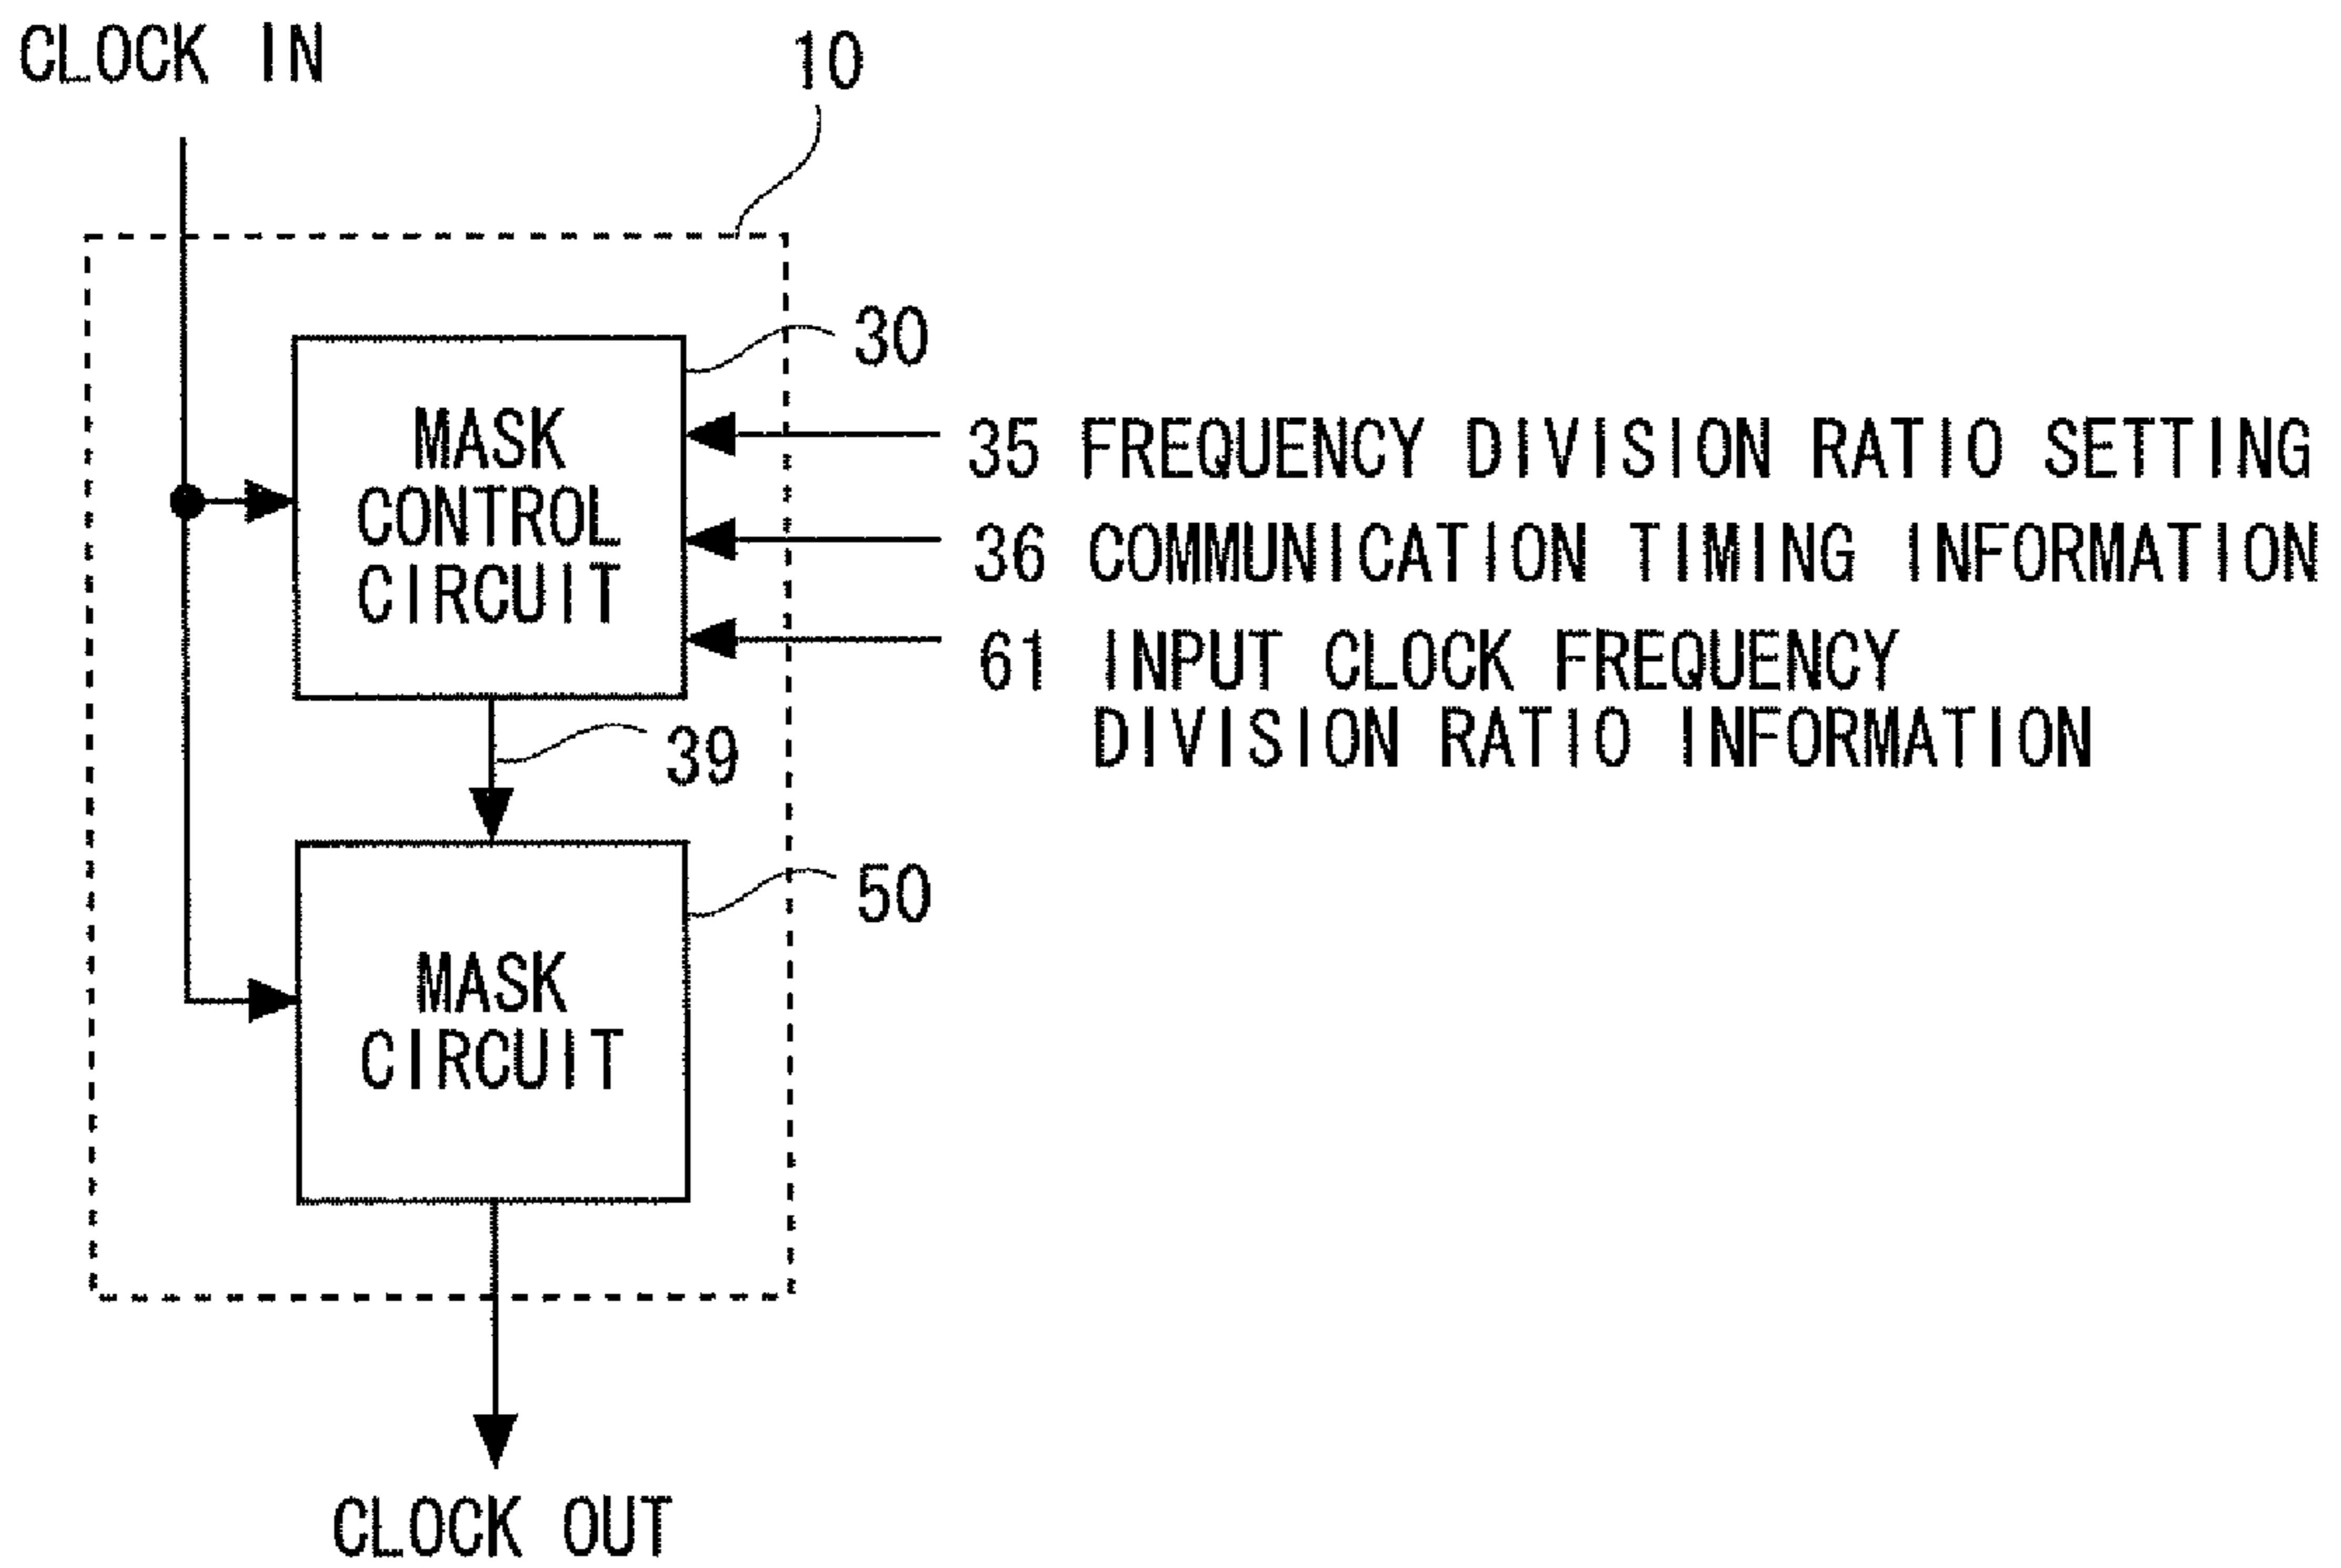 CLOCK IN
10
30
MASK
CONTROL
CIRCUIT
35 FREQUENCY DIVISION RATIO SETTING
36 COMMUNICATION TIMING INFORMATION
61 INPUT CLOCK FREQUENCY
DIVISION RATIO INFORMATION
39
50
MASK
CIRCUIT
CLOCK OUT